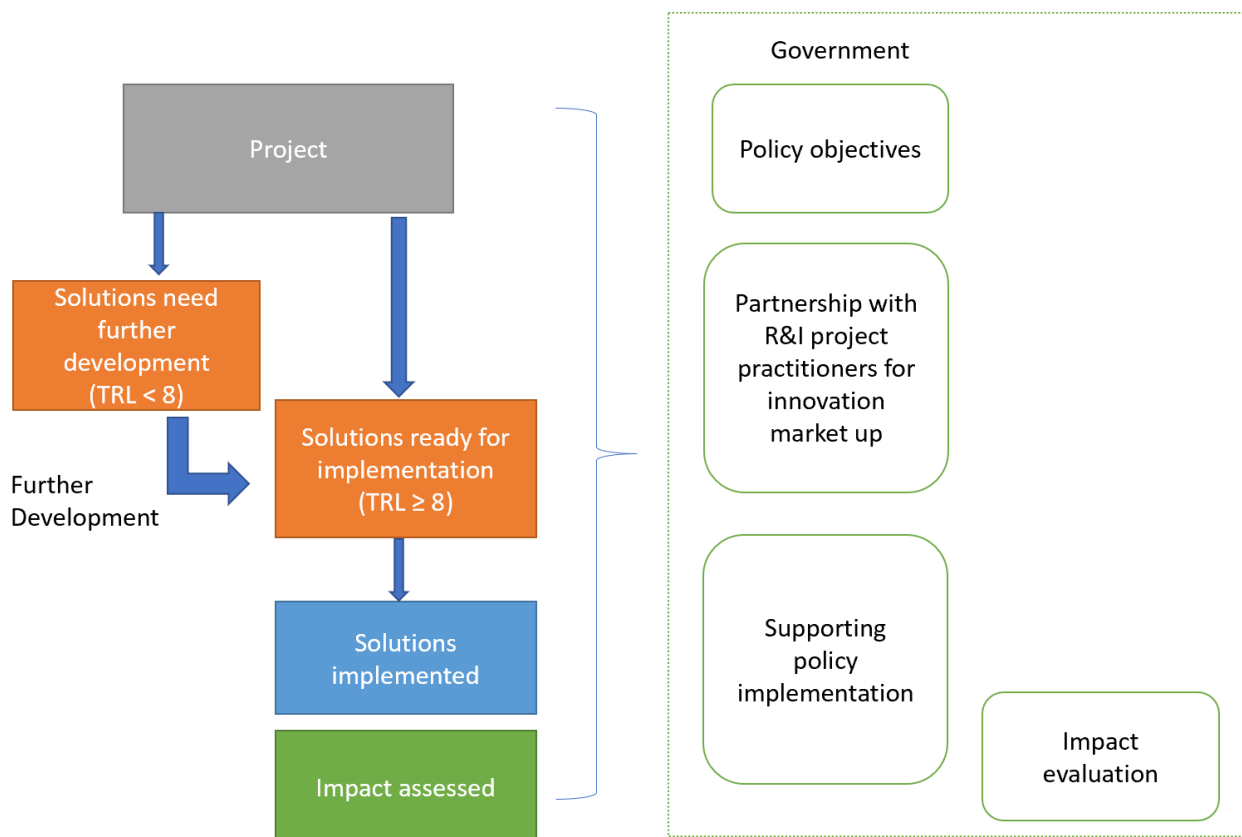 Project
Solutions need
further
development
(TRL < 8)
Further
Development
Solutions ready for
implementation
(TRL ≥ 8)
Solutions
implemented
Impact assessed
Government
Policy objectives
Partnership with
R&I project
practitioners for
innovation
market up
Supporting
policy
implementation
Impact
evaluation